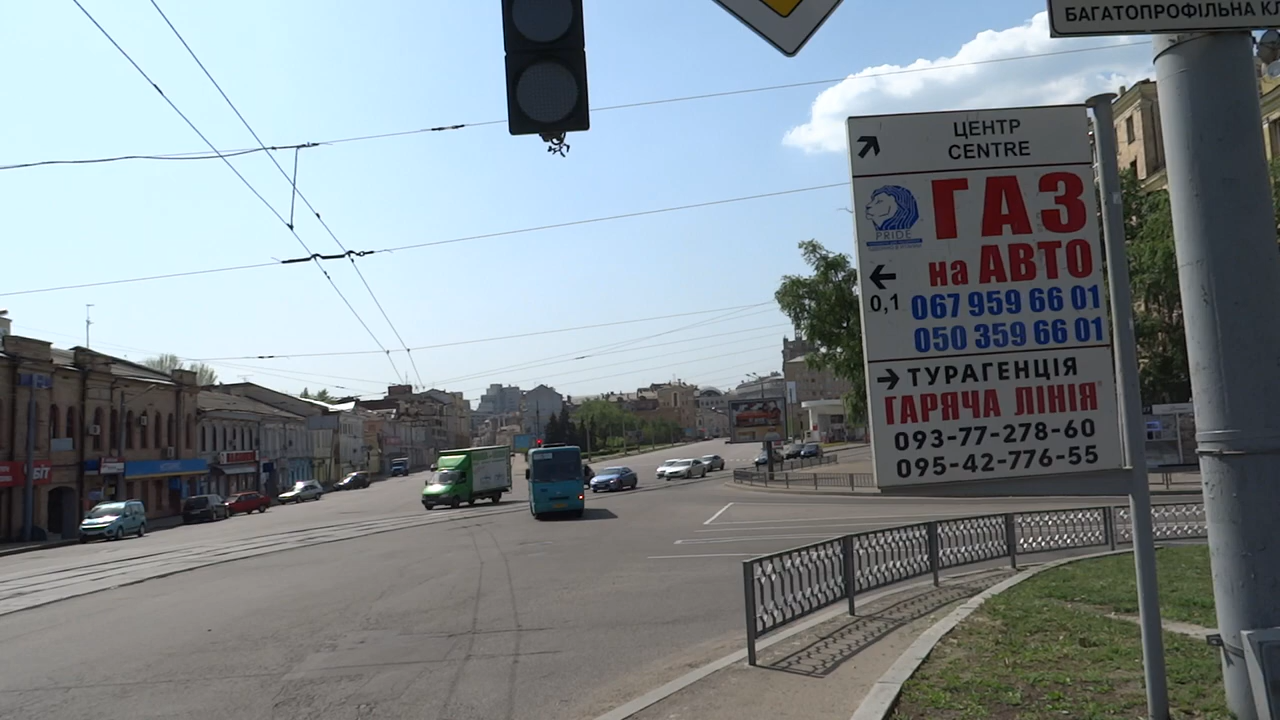 БАГАТОПРОФІЛЬНА КЛ
ЦЕНТР
CENTRE
PRIDE
ГАЗ
на АВТО
0,1
067 959 66 01
050 359 66 01
ТУРАГЕНЦІЯ
ГАРЯЧА ЛІНІЯ
093-77-278-60
095-42-776-55